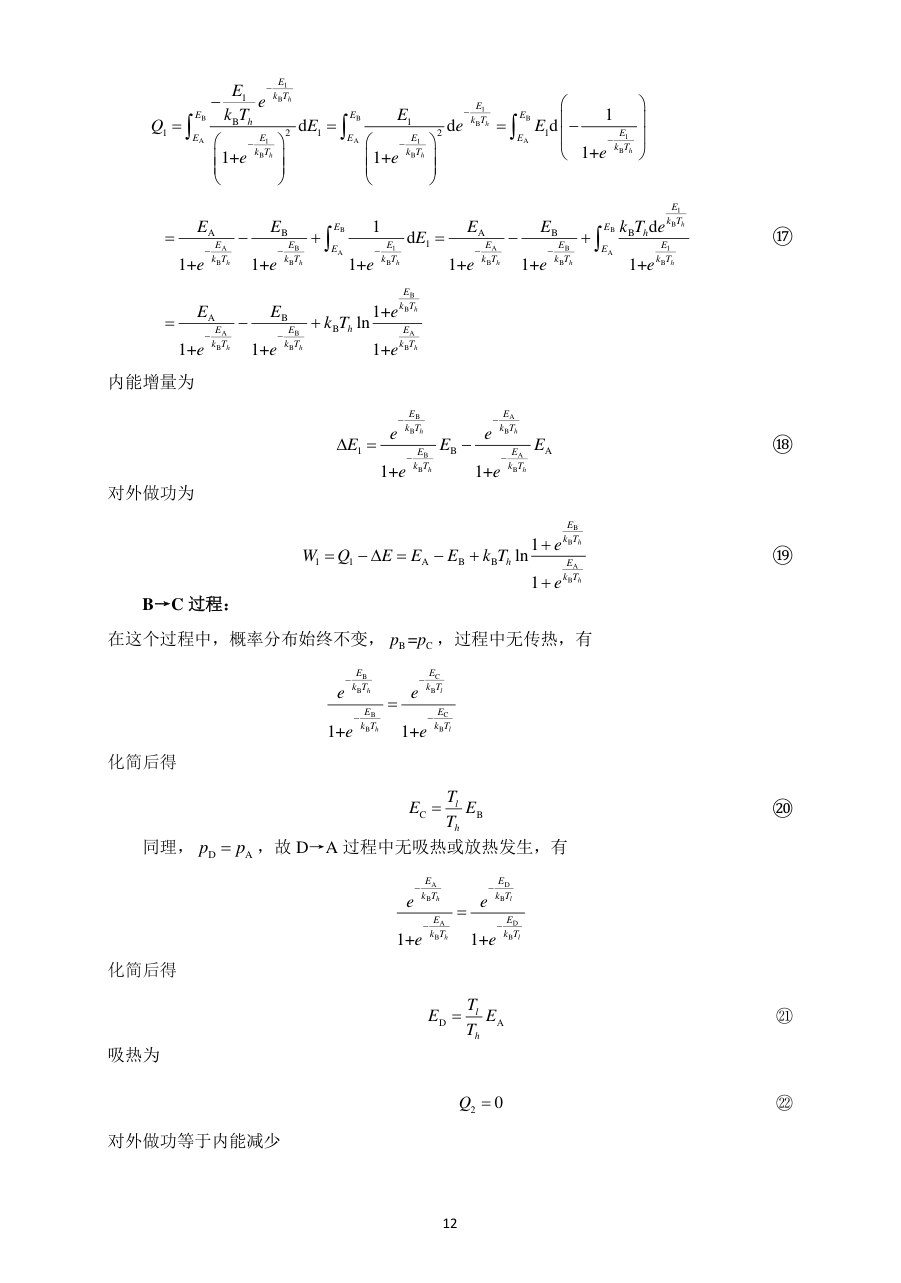 $Q_1 = \int_{E_A}^{E_B} \frac{-\frac{E_1}{k_B T_h} e^{-\frac{E_1}{k_B T_h}}}{\left(1+e^{-\frac{E_1}{k_B T_h}}\right)^2} dE_1 = \int_{E_A}^{E_B} \frac{E_1}{\left(1+e^{-\frac{E_1}{k_B T_h}}\right)^2} de^{-\frac{E_1}{k_B T_h}} = \int_{E_A}^{E_B} E_1 d\left(-\frac{1}{1+e^{-\frac{E_1}{k_B T_h}}}\right)$
$= \frac{E_A}{1+e^{-\frac{E_A}{k_B T_h}}} - \frac{E_B}{1+e^{-\frac{E_B}{k_B T_h}}} + \int_{E_A}^{E_B} \frac{1}{1+e^{-\frac{E_1}{k_B T_h}}} dE_1 = \frac{E_A}{1+e^{-\frac{E_A}{k_B T_h}}} - \frac{E_B}{1+e^{-\frac{E_B}{k_B T_h}}} + \int_{E_A}^{E_B} \frac{k_B T_h de^{\frac{E_1}{k_B T_h}}}{1+e^{\frac{E_1}{k_B T_h}}}$ ⑰
$= \frac{E_A}{1+e^{-\frac{E_A}{k_B T_h}}} - \frac{E_B}{1+e^{-\frac{E_B}{k_B T_h}}} + k_B T_h \ln \frac{1+e^{\frac{E_B}{k_B T_h}}}{1+e^{\frac{E_A}{k_B T_h}}}$
内能增量为
$\Delta E_1 = \frac{e^{-\frac{E_B}{k_B T_h}}}{1+e^{-\frac{E_B}{k_B T_h}}} E_B - \frac{e^{-\frac{E_A}{k_B T_h}}}{1+e^{-\frac{E_A}{k_B T_h}}} E_A$ ⑱
对外做功为
$W_1 = Q_1 - \Delta E = E_A - E_B + k_B T_h \ln \frac{1+e^{\frac{E_B}{k_B T_h}}}{1+e^{\frac{E_A}{k_B T_h}}}$ ⑲
B→C 过程：
在这个过程中，概率分布始终不变， $p_B = p_C$ ，过程中无传热，有
$\frac{e^{-\frac{E_B}{k_B T_h}}}{1+e^{-\frac{E_B}{k_B T_h}}} = \frac{e^{-\frac{E_C}{k_B T_l}}}{1+e^{-\frac{E_C}{k_B T_l}}}$
化简后得
$E_C = \frac{T_l}{T_h} E_B$ ⑳
同理， $p_D = p_A$ ，故 D→A 过程中无吸热或放热发生，有
$\frac{e^{-\frac{E_A}{k_B T_h}}}{1+e^{-\frac{E_A}{k_B T_h}}} = \frac{e^{-\frac{E_D}{k_B T_l}}}{1+e^{-\frac{E_D}{k_B T_l}}}$
化简后得
$E_D = \frac{T_l}{T_h} E_A$ ㉑
吸热为
$Q_2 = 0$ ㉒
对外做功等于内能减少
12